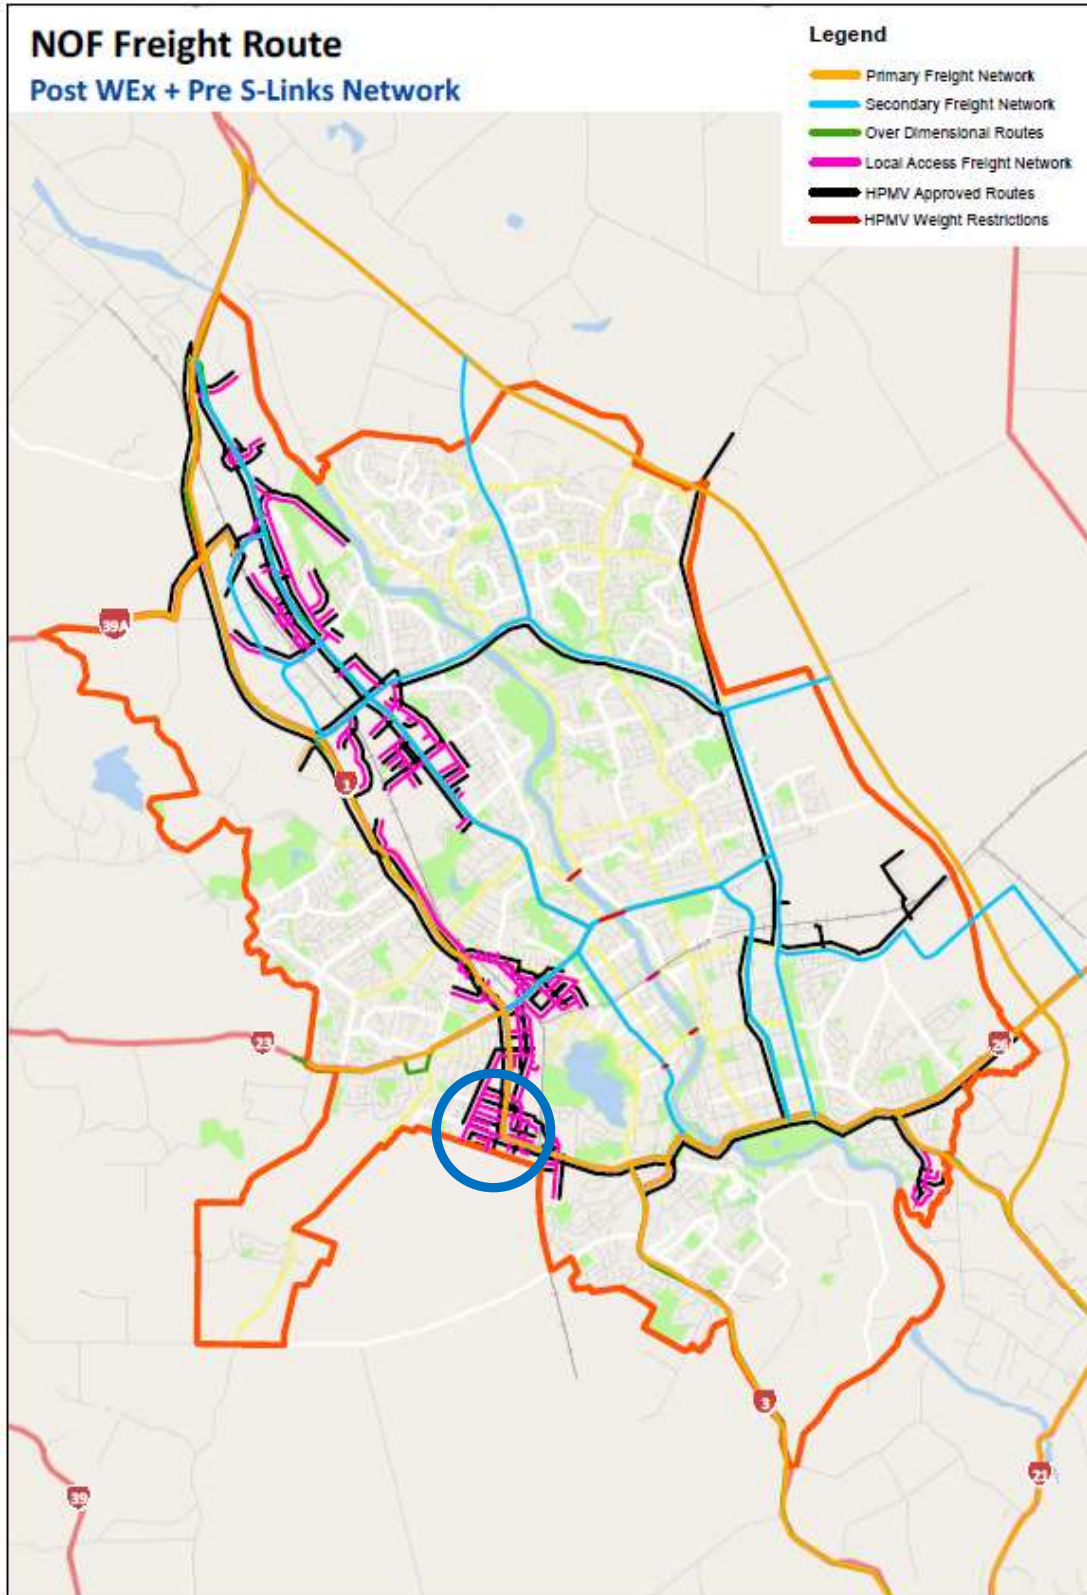 NOF Freight Route
Post WEx + Pre S-Links Network
Legend
Primary Freight Network
Secondary Freight Network
Over Dimensional Routes
Local Access Freight Network
HPMV Approved Routes
HPMV Weight Restrictions
39A
1
23
26
3
39
21